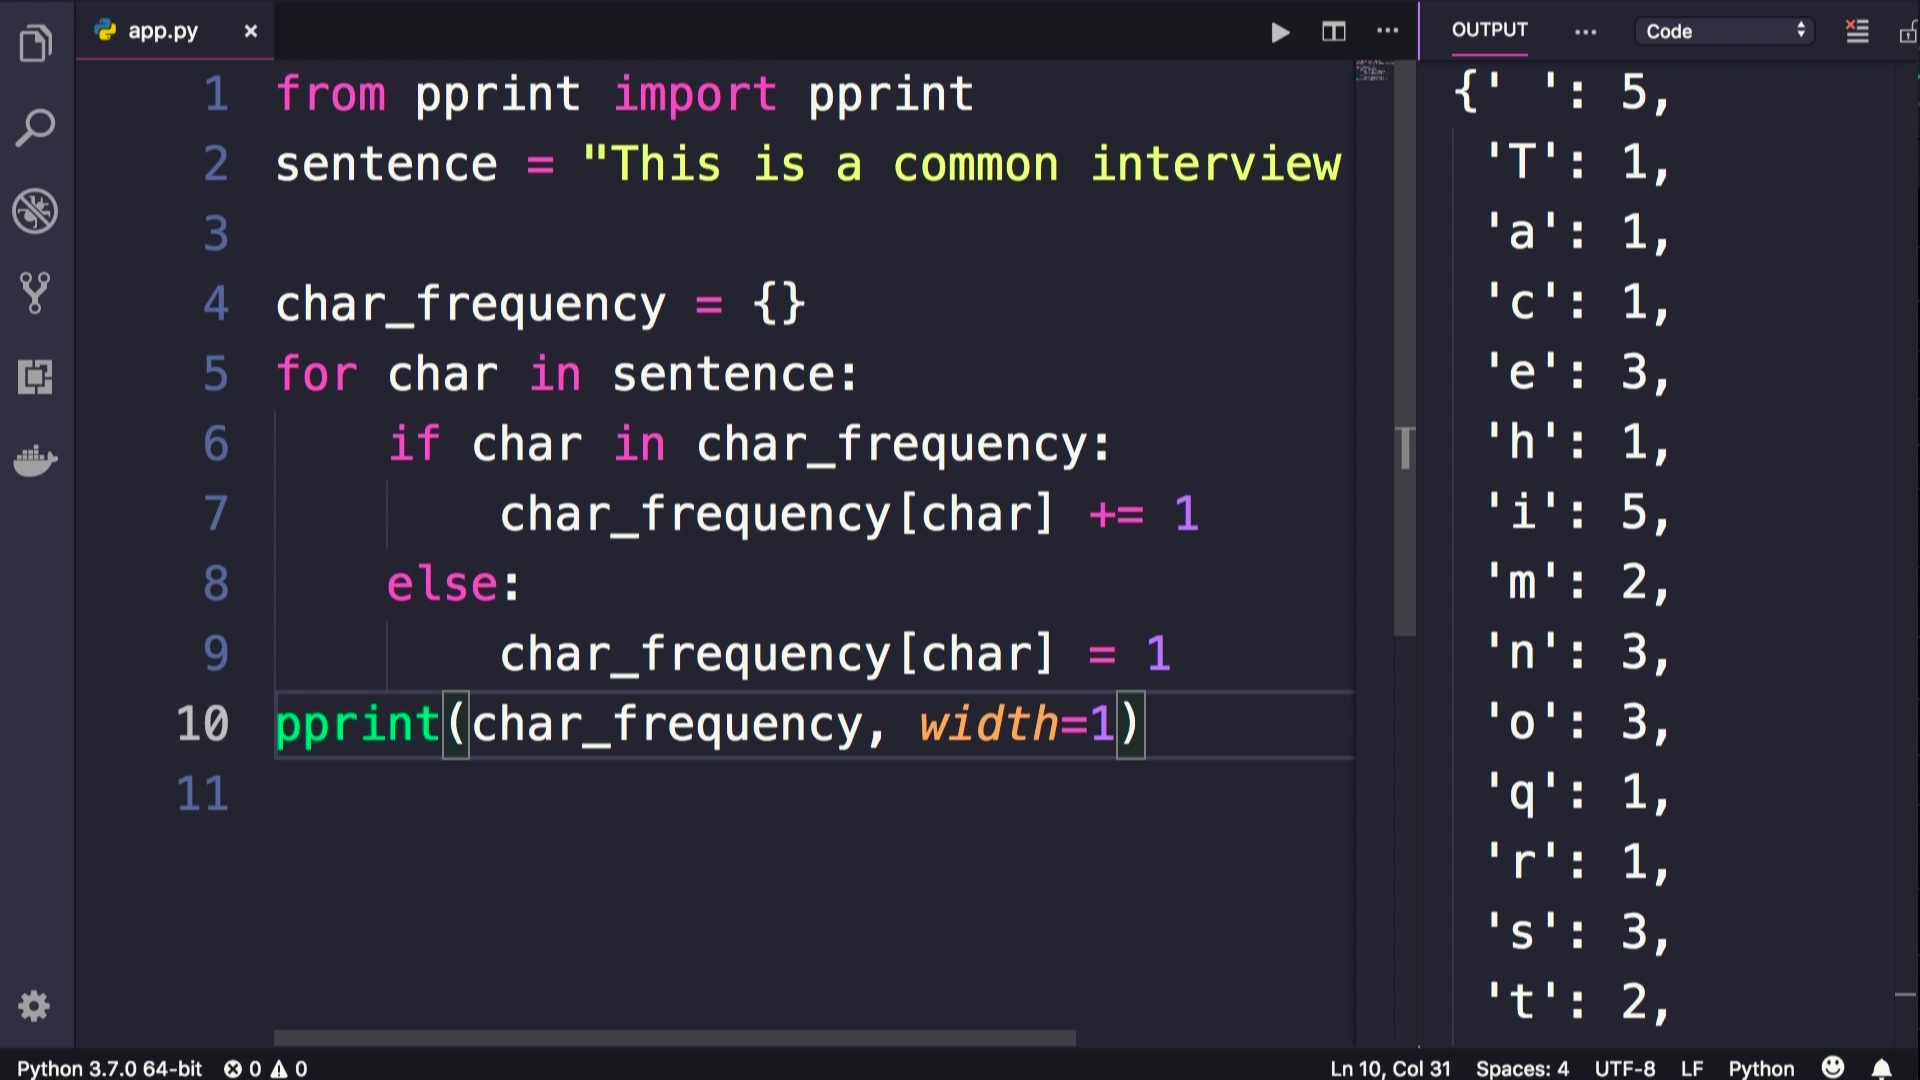 app.py
OUTPUT
Code
1 from pprint import pprint
2 sentence = "This is a common interview
3
4 char_frequency = {}
5 for char in sentence:
6 if char in char_frequency:
7 char_frequency[char] += 1
8 else:
9 char_frequency[char] = 1
10 pprint(char_frequency, width=1)
11
{' ': 5,
'T': 1,
'a': 1,
'c': 1,
'e': 3,
'h': 1,
'i': 5,
'm': 2,
'n': 3,
'o': 3,
'q': 1,
'r': 1,
's': 3,
't': 2,
Python 3.7.0 64-bit 0 0 Ln 10, Col 31 Spaces: 4 UTF-8 LF Python